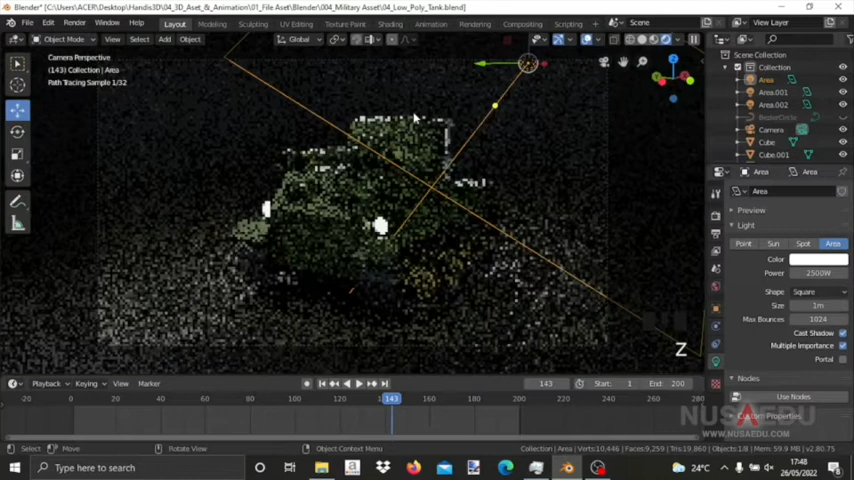 Blender* [C:\Users\ACER\Desktop\Handis3D\04_3D_Aset_&_Animation\01_File Aset\Blender\004_Military Asset\04_Low_Poly_Tank.blend]
File Edit Render Window Help Layout Modeling Sculpting UV Editing Texture Paint Shading Animation Rendering Compositing Scripting Scene View Layer
Object Mode View Select Add Object Global
Camera Perspective
(143) Collection | Area
Path Tracing Sample 1/32
Scene Collection
Collection
Area
Area.001
Area.002
BezierCircle
Camera
Cube
Cube.001
Area Area
Area
Preview
Light
Point Sun Spot Area
Color
Power 2500W
Shape Square
Size 1m
Max Bounces 1024
Cast Shadow
Multiple Importance
Portal
Nodes
Use Nodes
Custom Properties
Z
X
Y
Z
NUSAEDU
WWW.NUSAEDU.COM
Playback Keying View Marker 143 Start: 1 End: 200
-20 0 20 40 60 80 100 120 143 160 180 200 220 240 260 280
Select Move Rotate View Object Context Menu Collection | Area | Verts:10,446 | Faces:9,259 | Tris:19,860 | Objects:1/8 | Mem: 59.9 MB | v2.80.75
Type here to search 24°C 17:48
26/05/2022
8